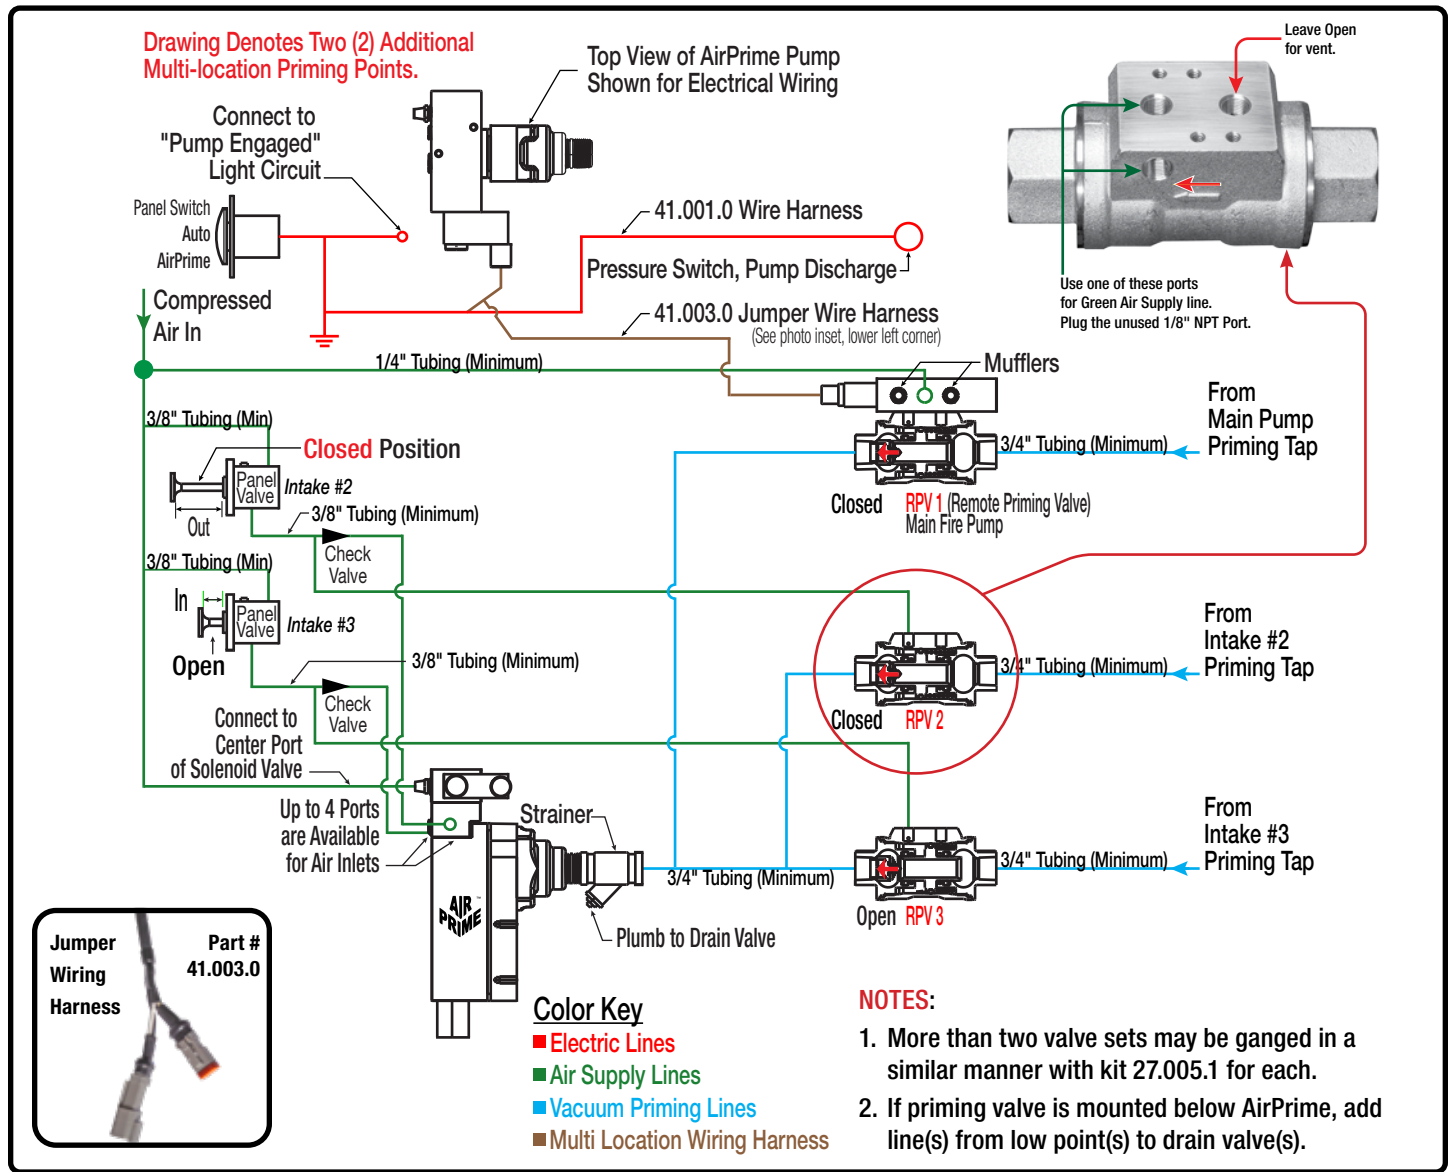 Drawing Denotes Two (2) Additional
Multi-location Priming Points.
Top View of AirPrime Pump
Shown for Electrical Wiring
Leave Open
for vent.
Connect to
"Pump Engaged"
Light Circuit
Panel Switch
Auto
AirPrime
41.001.0 Wire Harness
Pressure Switch, Pump Discharge
Use one of these ports
for Green Air Supply line.
Plug the unused 1/8" NPT Port.
Compressed
Air In
41.003.0 Jumper Wire Harness
(See photo inset, lower left corner)
1/4" Tubing (Minimum)
Mufflers
From
Main Pump
Priming Tap
3/4" Tubing (Minimum)
3/8" Tubing (Min)
Closed Position
Panel
Valve
Intake #2
Out
3/8" Tubing (Minimum)
Check
Valve
Closed
RPV 1 (Remote Priming Valve)
Main Fire Pump
3/8" Tubing (Min)
In
Panel
Valve
Intake #3
Open
3/8" Tubing (Minimum)
Check
Valve
From
Intake #2
Priming Tap
3/4" Tubing (Minimum)
Closed
RPV 2
Connect to
Center Port
of Solenoid Valve
Up to 4 Ports
are Available
for Air Inlets
Strainer
3/4" Tubing (Minimum)
From
Intake #3
Priming Tap
3/4" Tubing (Minimum)
Open
RPV 3
AIR
PRIME
™
Plumb to Drain Valve
Jumper
Wiring
Harness
Part #
41.003.0
Color Key
Electric Lines
Air Supply Lines
Vacuum Priming Lines
Multi Location Wiring Harness
NOTES:
1. More than two valve sets may be ganged in a
similar manner with kit 27.005.1 for each.
2. If priming valve is mounted below AirPrime, add
line(s) from low point(s) to drain valve(s).